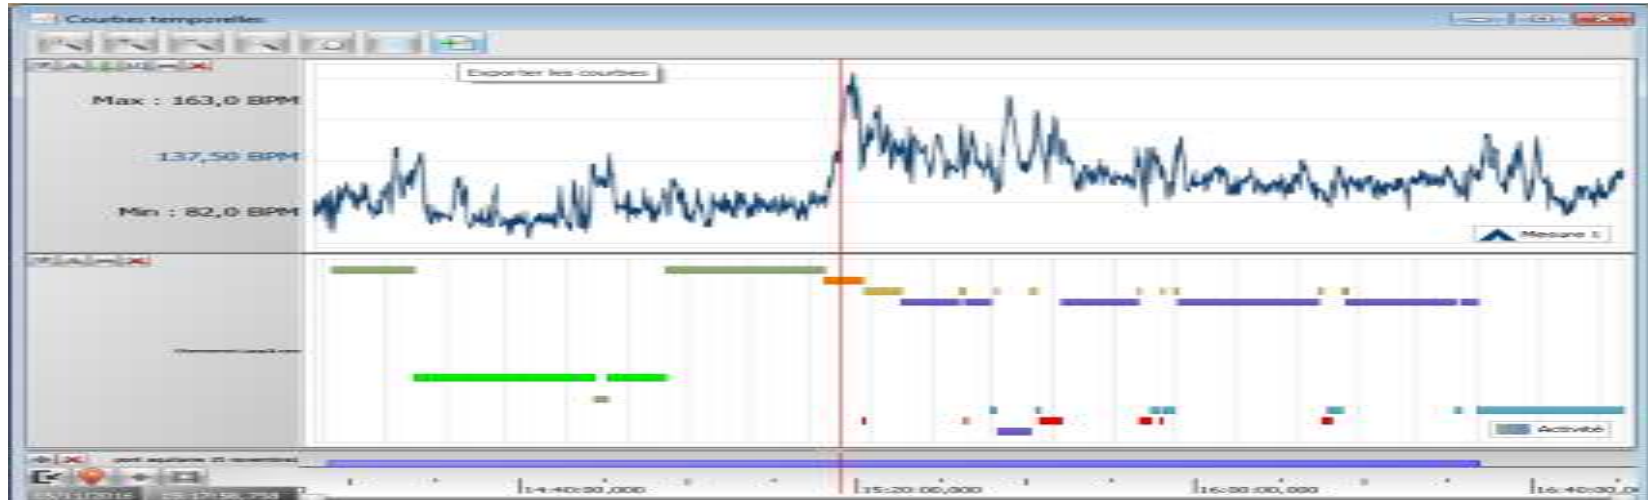 Courbes temporelles
Exporter les courbes
Max : 163,0 BPM
137,50 BPM
Min : 82,0 BPM
Mesure 1
Activité
14:40:00,000
15:20:00,000
16:00:00,000
16:40:00,0